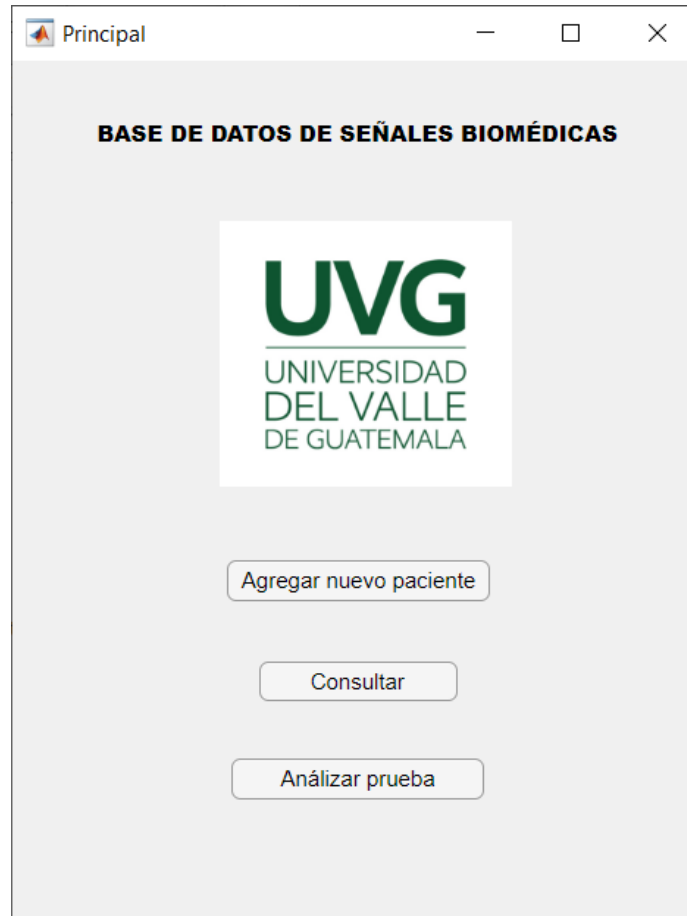 Principal
BASE DE DATOS DE SEÑALES BIOMÉDICAS
UVG
UNIVERSIDAD
DEL VALLE
DE GUATEMALA
Agregar nuevo paciente
Consultar
Análizar prueba